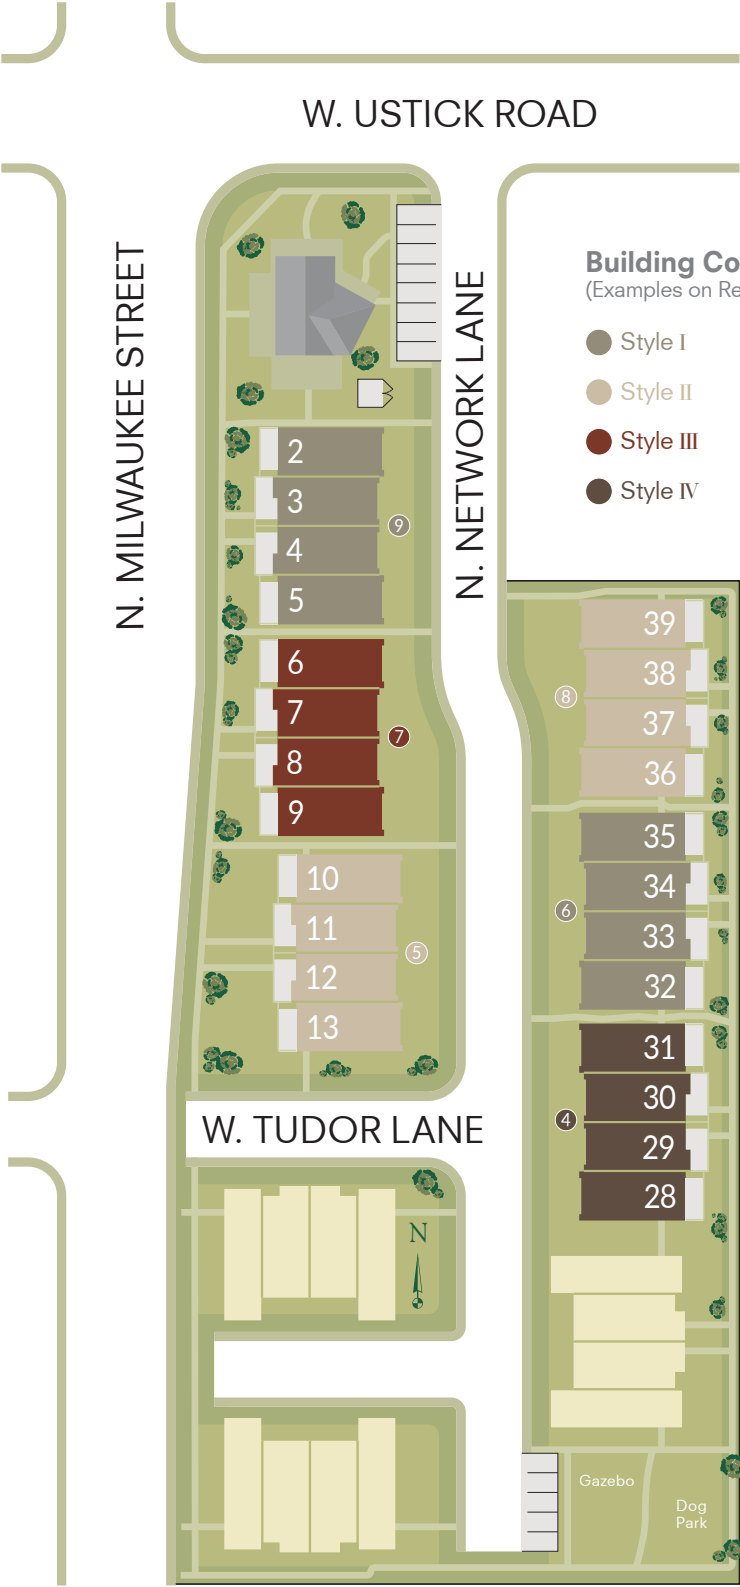 W. USTICK ROAD
N. MILWAUKEE STREET
N. NETWORK LANE
Building Co
(Examples on Re
Style I
Style II
Style III
Style IV
2
3
4
5
9
6
7
8
9
7
10
11
12
13
5
39
38
37
36
8
35
34
33
32
6
31
30
29
28
4
W. TUDOR LANE
N
Gazebo
Dog
Park